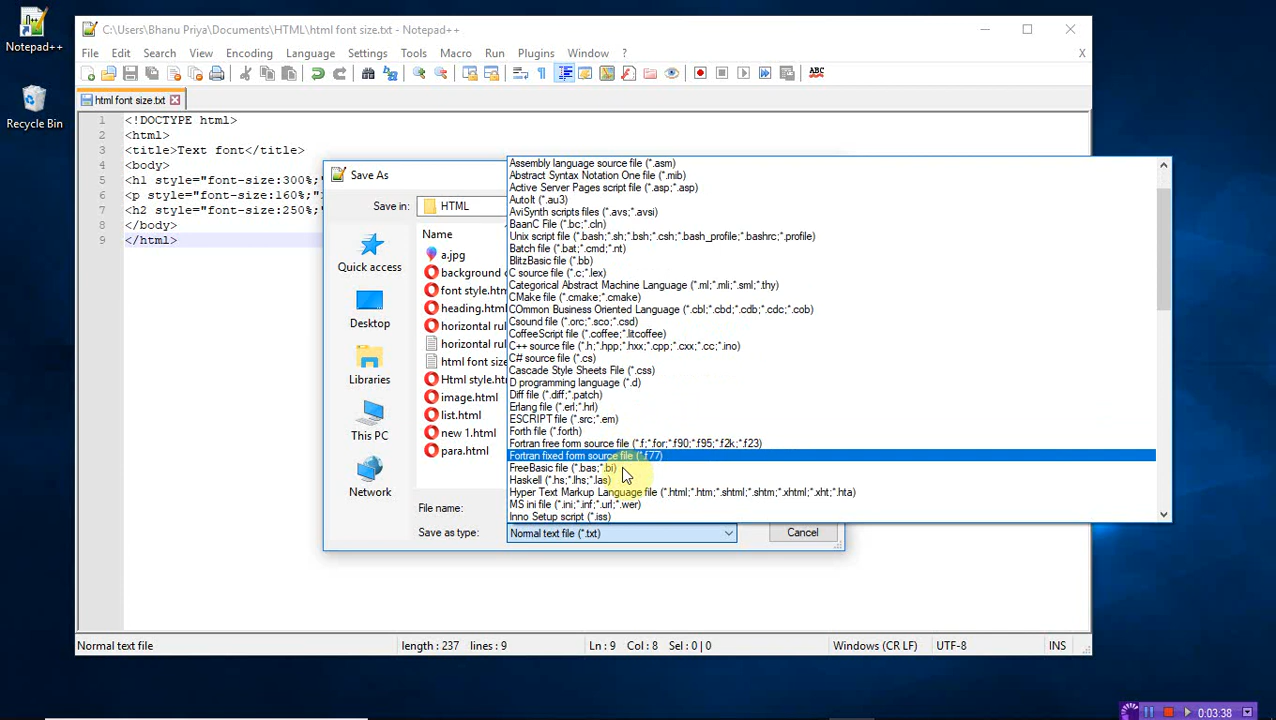 Notepad++
Recycle Bin
C:\Users\Bhanu Priya\Documents\HTML\html font size.txt - Notepad++
File Edit Search View Encoding Language Settings Tools Macro Run Plugins Window ? X
html font size.txt
1 <!DOCTYPE html>
2 <html>
3 <title>Text font</title>
4 <body>
5 <h1 style="font-size:300%;"
6 <p style="font-size:160%;">
7 <h2 style="font-size:250%;"
8 </body>
9 </html>
Save As
Save in: HTML
Quick access
Desktop
Libraries
This PC
Network
Name
a.jpg
background
font style.htm
heading.html
horizontal rul
horizontal rul
html font size
Html style.htm
image.html
list.html
new 1.html
para.html
Assembly language source file (*.asm)
Abstract Syntax Notation One file (*.mib)
Active Server Pages script file (*.asp;*.asp)
AutoIt (*.au3)
AviSynth scripts files (*.avs;*.avsi)
BaanC File (*.bc;*.cln)
Unix script file (*.bash;*.sh;*.bsh;*.csh;*.bash_profile;*.bashrc;*.profile)
Batch file (*.bat;*.cmd;*.nt)
BlitzBasic file (*.bb)
C source file (*.c;*.lex)
Categorical Abstract Machine Language (*.ml;*.mli;*.sml;*.thy)
CMake file (*.cmake;*.cmake)
COmmon Business Oriented Language (*.cbl;*.cbd;*.cdb;*.cdc;*.cob)
Csound file (*.orc;*.sco;*.csd)
CoffeeScript file (*.coffee;*.litcoffee)
C++ source file (*.h;*.hpp;*.hxx;*.cpp;*.cxx;*.cc;*.ino)
C# source file (*.cs)
Cascade Style Sheets File (*.css)
D programming language (*.d)
Diff file (*.diff;*.patch)
Erlang file (*.erl;*.hrl)
ESCRIPT file (*.src;*.em)
Forth file (*.forth)
Fortran free form source file (*.f;*.for;*.f90;*.f95;*.f2k;*.f23)
Fortran fixed form source file (*.f77)
FreeBasic file (*.bas;*.bi)
Haskell (*.hs;*.lhs;*.las)
Hyper Text Markup Language file (*.html;*.htm;*.shtml;*.shtm;*.xhtml;*.xht;*.hta)
MS ini file (*.ini;*.inf;*.url;*.wer)
Inno Setup script (*.iss)
File name:
Save as type: Normal text file (*.txt) Cancel
Normal text file length : 237 lines : 9 Ln : 9 Col : 8 Sel : 0 | 0 Windows (CR LF) UTF-8 INS
0:03:38